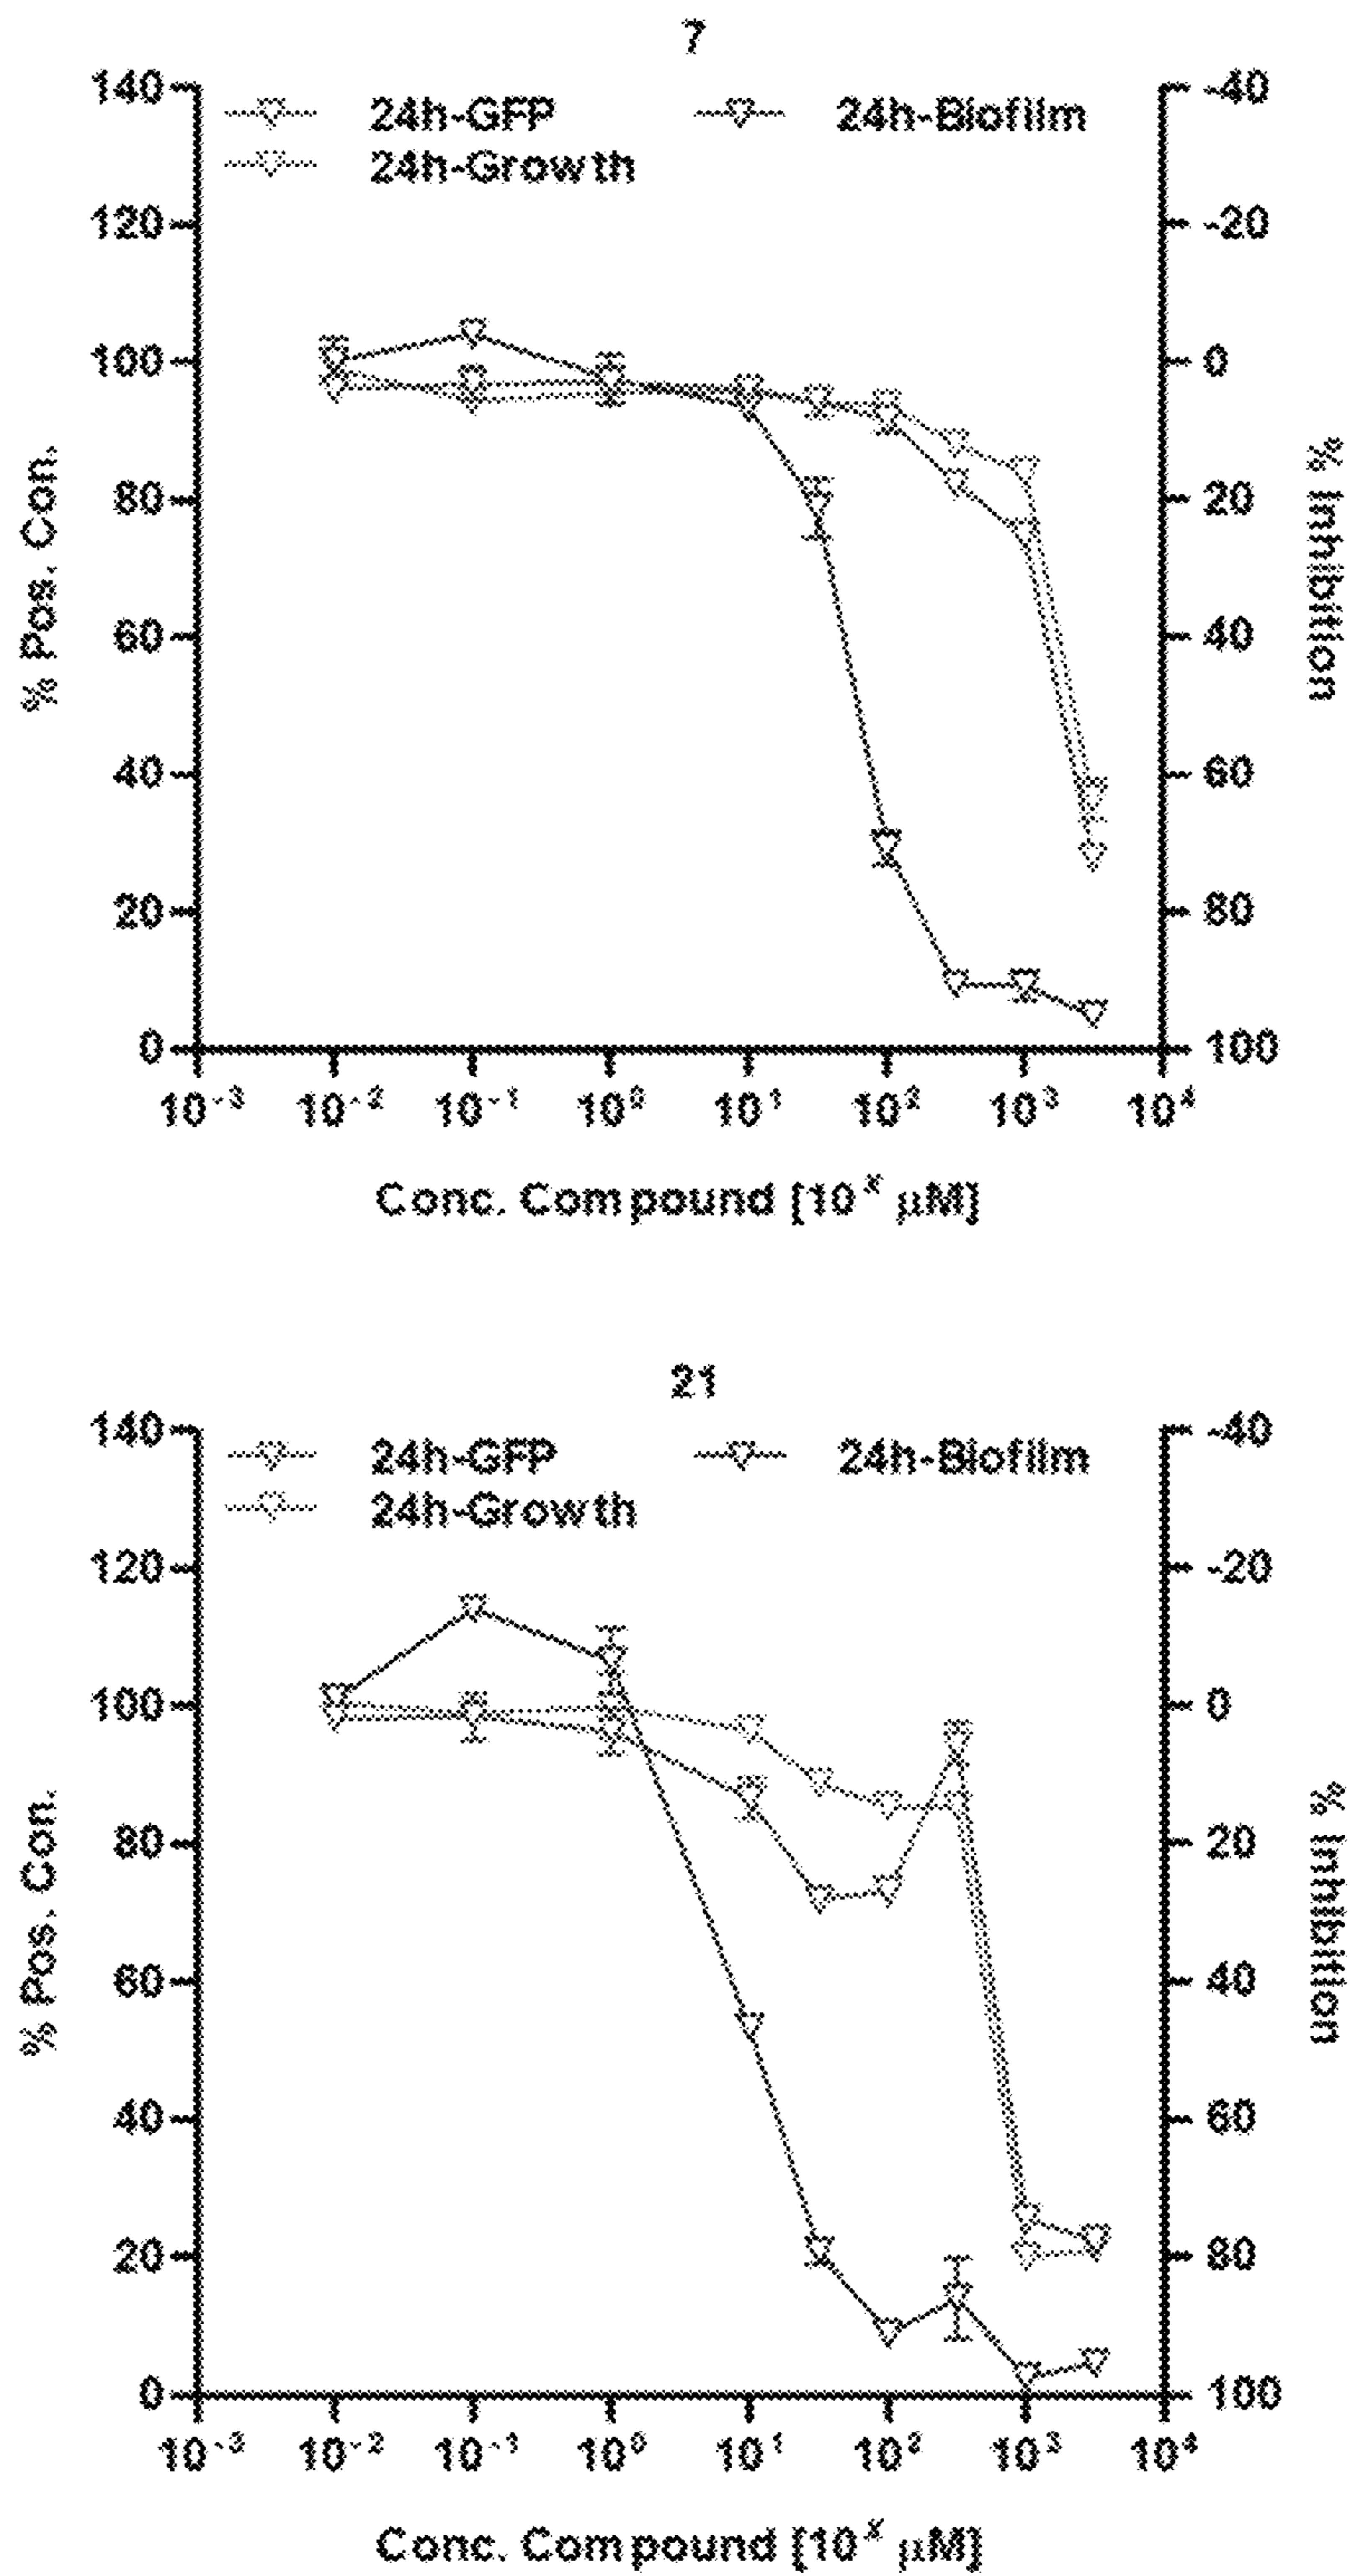 7
140
-40
24h-GFP
24h-Biofilm
24h-Growth
120
-20
100
0
80
20
60
40
40
60
20
80
0
100
% Pos. Con.
% Inhibition
10⁻³ 10⁻² 10⁻¹ 10⁰ 10¹ 10² 10³ 10⁴
Conc. Compound [10ˣ µM]
21
140
-40
24h-GFP
24h-Biofilm
24h-Growth
120
-20
100
0
80
20
60
40
40
60
20
80
0
100
% Pos. Con.
% Inhibition
10⁻³ 10⁻² 10⁻¹ 10⁰ 10¹ 10² 10³ 10⁴
Conc. Compound [10ˣ µM]